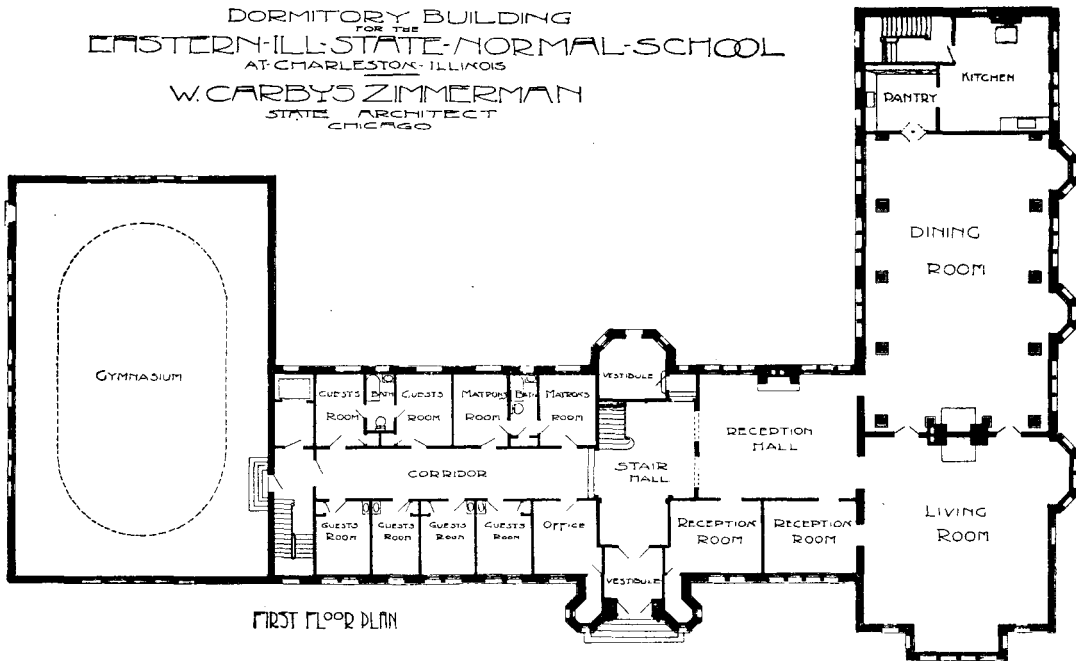 DORMITORY BUILDING
FOR THE
EASTERN-ILL-STATE-NORMAL-SCHOOL
AT-CHARLESTON-ILLINOIS
W. CARBYS ZIMMERMAN
STATE ARCHITECT
CHICAGO
KITCHEN
PANTRY
DINING
ROOM
GYMNASIUM
VESTIBULE
GUESTS
ROOM
BATH
GUESTS
ROOM
MATRONS
ROOM
BATH
MATRONS
ROOM
RECEPTION
HALL
CORRIDOR
STAIR
HALL
LIVING
ROOM
GUESTS
ROOM
GUESTS
ROOM
GUESTS
ROOM
GUESTS
ROOM
OFFICE
RECEPTION
ROOM
RECEPTION
ROOM
VESTIBULE
FIRST FLOOR PLAN